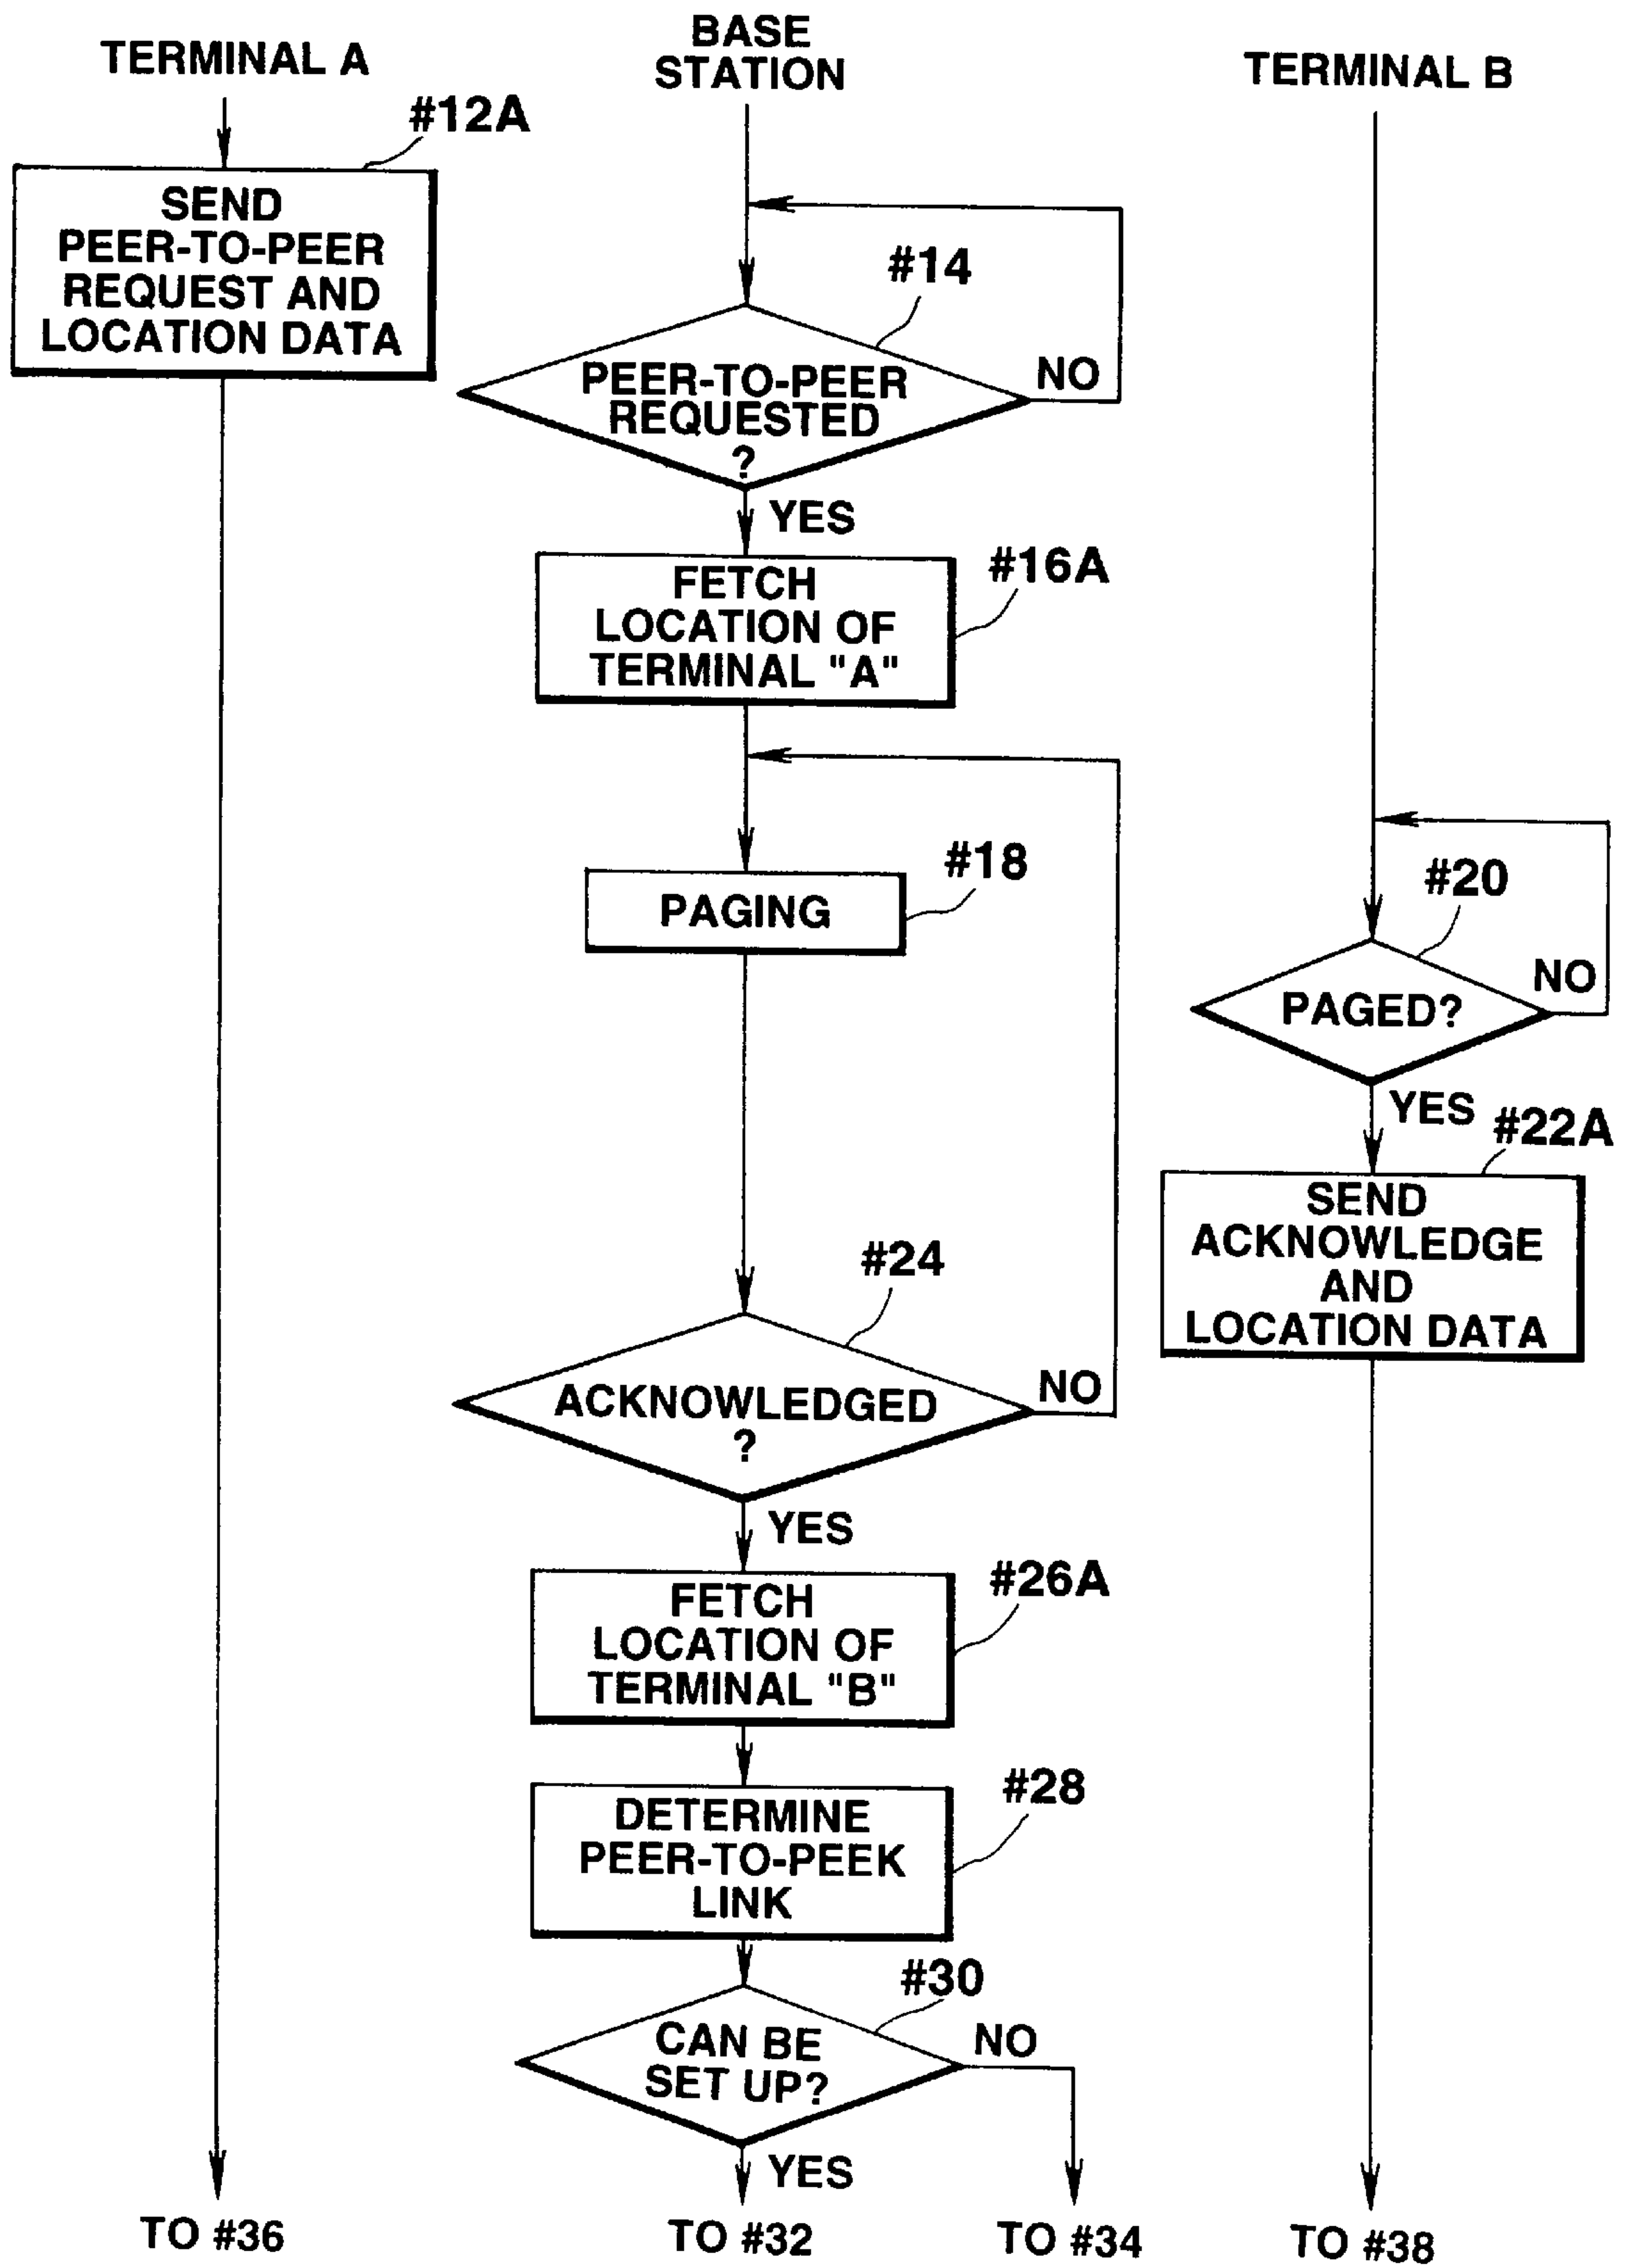 TERMINAL A
#12A
SEND
PEER-TO-PEER
REQUEST AND
LOCATION DATA
TO #36
BASE
STATION
#14
PEER-TO-PEER
REQUESTED
?
NO
YES
#16A
FETCH
LOCATION OF
TERMINAL "A"
#18
PAGING
#24
ACKNOWLEDGED
?
NO
YES
#26A
FETCH
LOCATION OF
TERMINAL "B"
#28
DETERMINE
PEER-TO-PEEK
LINK
#30
CAN BE
SET UP?
NO
YES
TO #32
TO #34
TERMINAL B
#20
PAGED?
NO
YES
#22A
SEND
ACKNOWLEDGE
AND
LOCATION DATA
TO #38